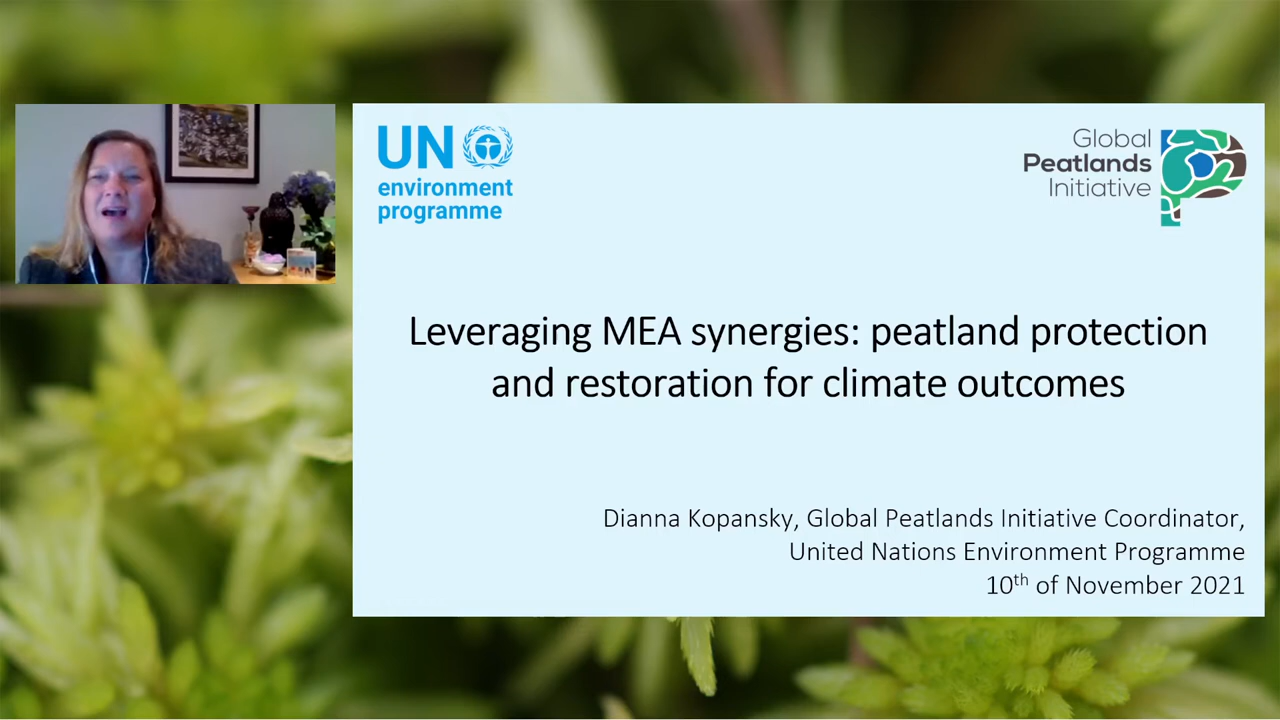 UN
environment
programme
Global
Peatlands
Initiative
Leveraging MEA synergies: peatland protection
and restoration for climate outcomes
Dianna Kopansky, Global Peatlands Initiative Coordinator,
United Nations Environment Programme
10th of November 2021